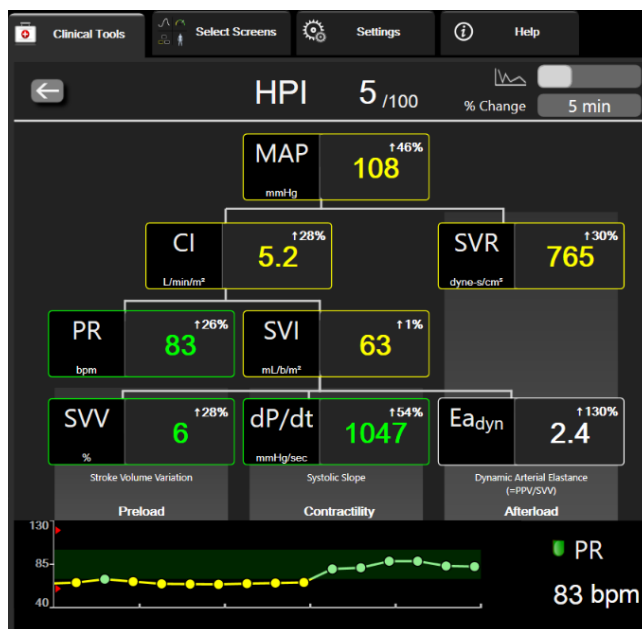 Clinical Tools
Select Screens
Settings
Help
HPI 5 /100
% Change 5 min
MAP ↑46% 108
mmHg
CI ↑28% 5.2
L/min/m²
SVR ↑30% 765
dyne-s/cm⁵
PR ↑26% 83
bpm
SVI ↑1% 63
mL/b/m²
SVV ↑28% 6
%
dP/dt ↑54% 1047
mmHg/sec
Eadyn ↑130% 2.4
Stroke Volume Variation
Systolic Slope
Dynamic Arterial Elastance
(=PPV/SVV)
Preload
Contractility
Afterload
130
85
40
PR
83 bpm